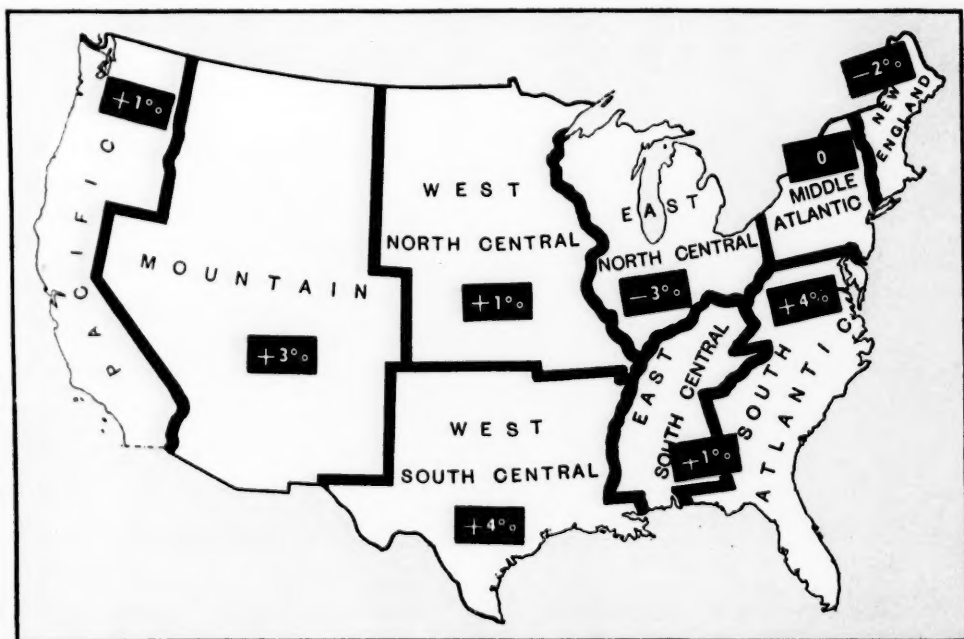 +1%
PACIFIC
MOUNTAIN
+3%
WEST
NORTH CENTRAL
+1%
WEST
SOUTH CENTRAL
+4%
EAST
NORTH CENTRAL
-3%
EAST
SOUTH CENTRAL
+1%
-2%
NEW
ENGLAND
0
MIDDLE
ATLANTIC
+4%
SOUTH
ATLANTIC